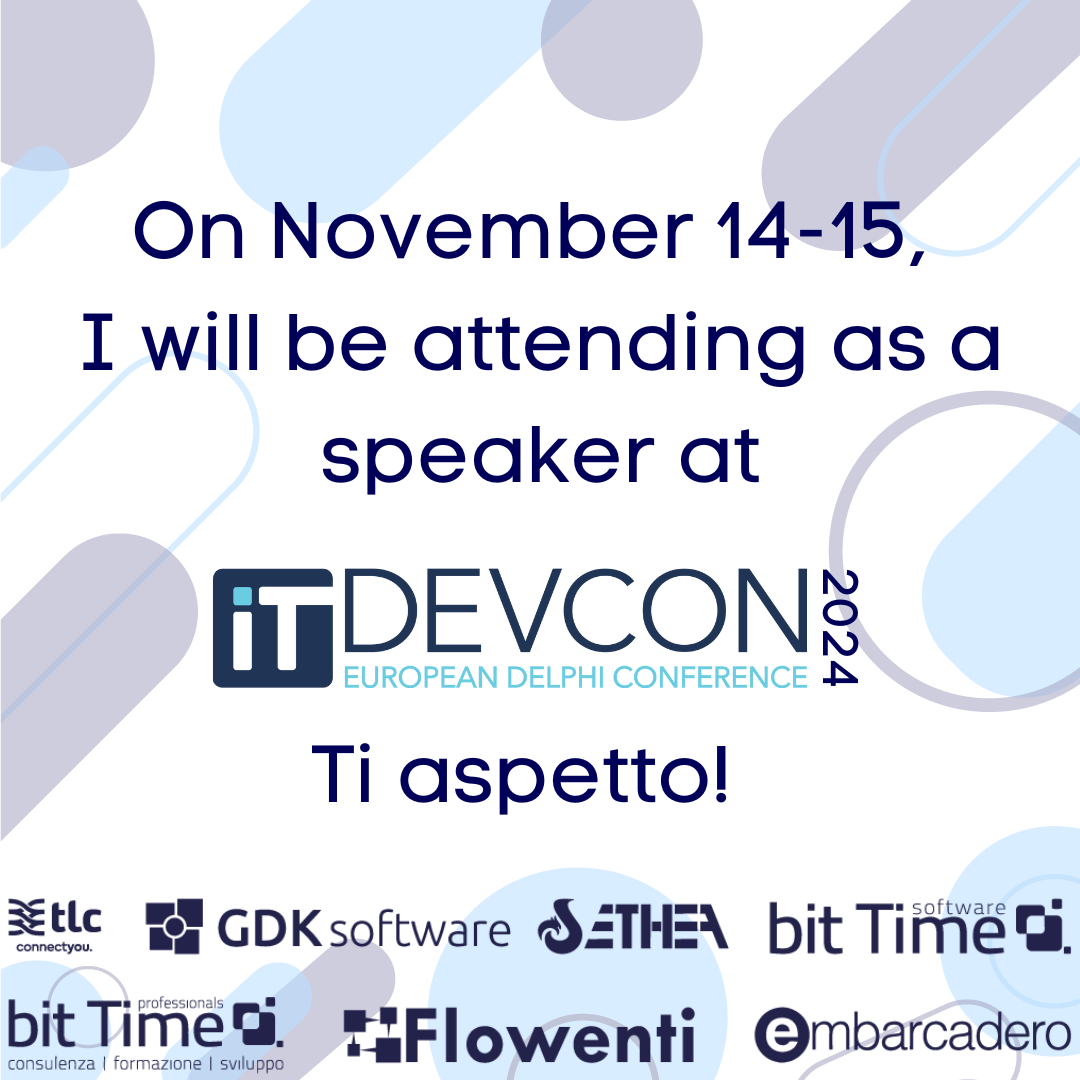 On November 14-15,
I will be attending as a
speaker at
iT DEVCON 2024
EUROPEAN DELPHI CONFERENCE
Ti aspetto!
tlc
connectyou.
GDK software
ETHEA
bit Time software
bit Time professionals
consulenza | formazione | sviluppo
Flowenti
embarcadero